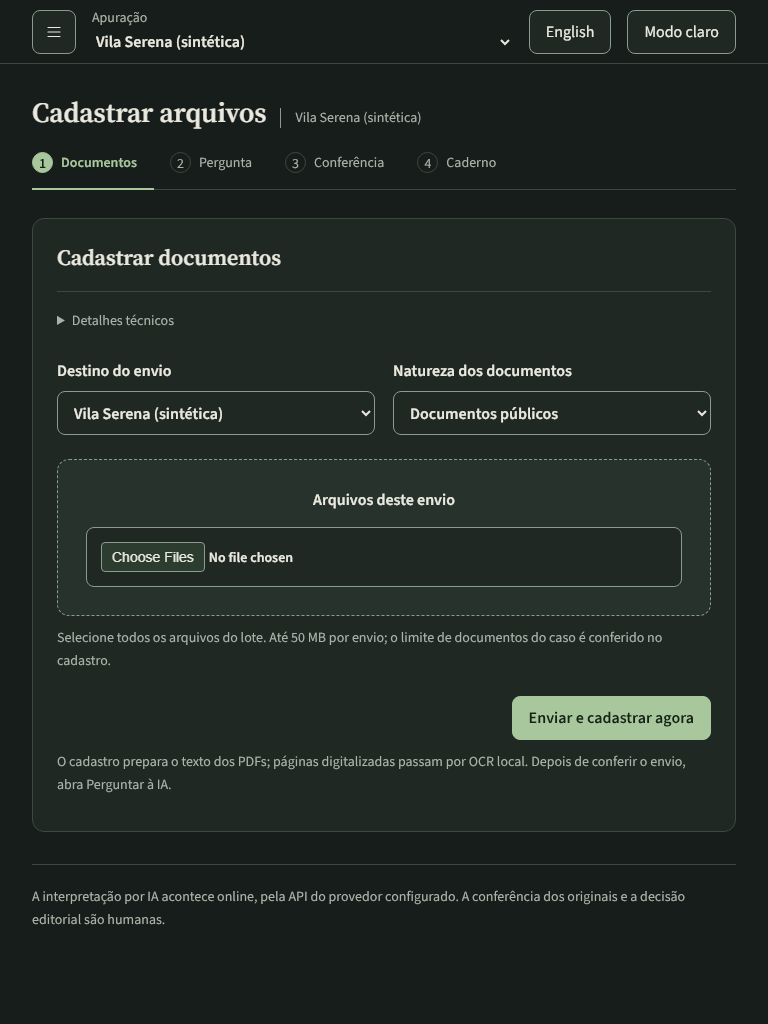 Apuração
Vila Serena (sintética)
English
Modo claro
Cadastrar arquivos
Vila Serena (sintética)
1 Documentos
2 Pergunta
3 Conferência
4 Caderno
Cadastrar documentos
Detalhes técnicos
Destino do envio
Natureza dos documentos
Vila Serena (sintética)
Documentos públicos
Arquivos deste envio
Choose Files No file chosen
Selecione todos os arquivos do lote. Até 50 MB por envio; o limite de documentos do caso é conferido no
cadastro.
Enviar e cadastrar agora
O cadastro prepara o texto dos PDFs; páginas digitalizadas passam por OCR local. Depois de conferir o envio,
abra Perguntar à IA.
A interpretação por IA acontece online, pela API do provedor configurado. A conferência dos originais e a decisão
editorial são humanas.